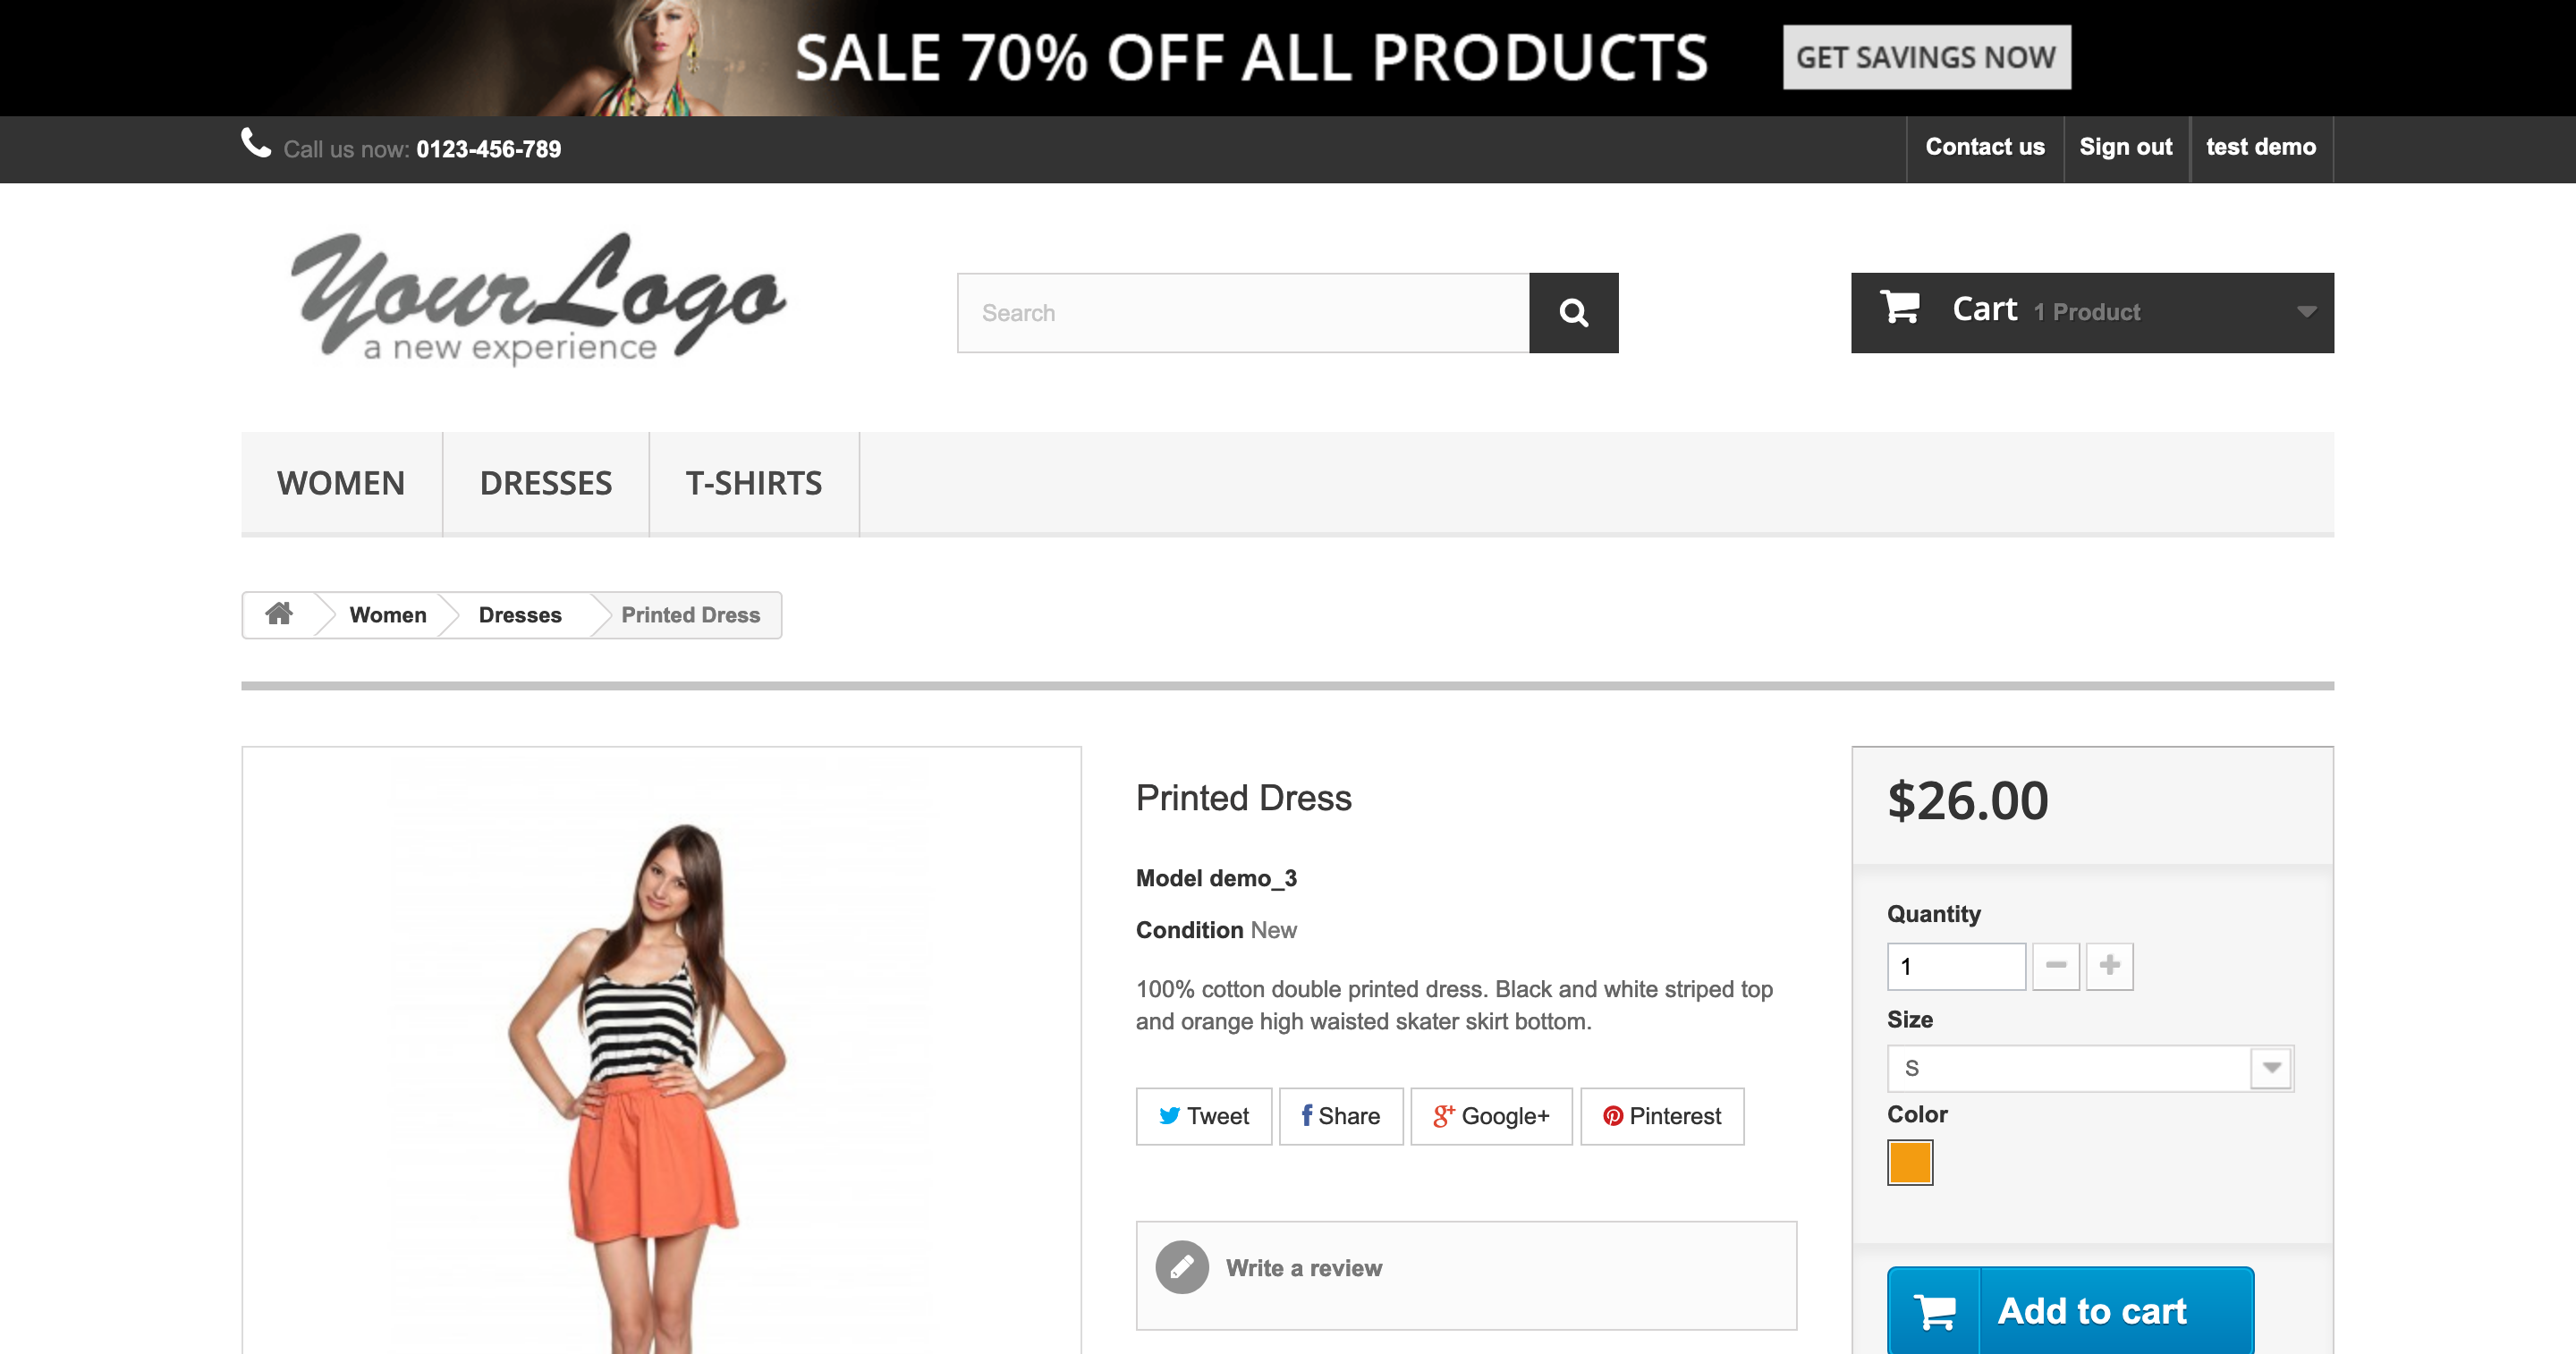 SALE 70% OFF ALL PRODUCTS
GET SAVINGS NOW
Call us now: 0123-456-789
Contact us
Sign out
test demo
YourLogo
a new experience
Search
Cart 1 Product
WOMEN
DRESSES
T-SHIRTS
Women
Dresses
Printed Dress
Printed Dress
Model demo_3
Condition New
100% cotton double printed dress. Black and white striped top
and orange high waisted skater skirt bottom.
Tweet
Share
Google+
Pinterest
Write a review
$26.00
Quantity
1
Size
S
Color
Add to cart